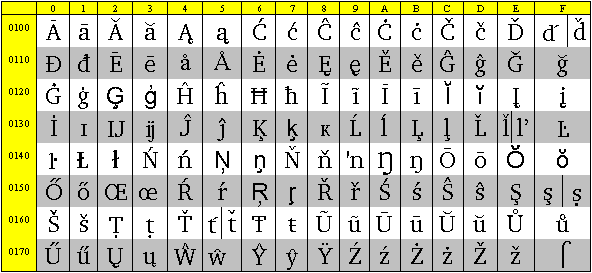 0 1 2 3 4 5 6 7 8 9 A B C D E F
0100 Ā ā Ă ă Ą ą Ć ć Ĉ ĉ Ċ ċ Č č Ď ď ď
0110 Đ đ Ē ē å Å Ė ė Ę ę Ě ě Ĝ ĝ Ğ ğ
0120 Ġ ġ Ģ ģ Ĥ ĥ Ħ ħ Ĩ ĩ Ī ī Ĭ ĭ Į į
0130 İ ı IJ ij Ĵ ĵ Ķ ķ ĸ Ĺ ĺ Ļ ļ Ľ Ǐ l' Ŀ
0140 ŀ Ł ł Ń ń Ņ ņ Ň ň 'n Ŋ ŋ Ō ō Ŏ ŏ
0150 Ő ő Œ œ Ŕ ŕ Ŗ ŗ Ř ř Ś ś Ŝ ŝ Ş ş ṣ
0160 Š š Ţ ţ Ť ť t̆ Ŧ ŧ Ũ ũ Ū ū Ŭ ŭ Ů ů
0170 Ű ű Ų ų Ŵ ŵ Ŷ ŷ Ÿ Ź ź Ż ż Ž ž ſ